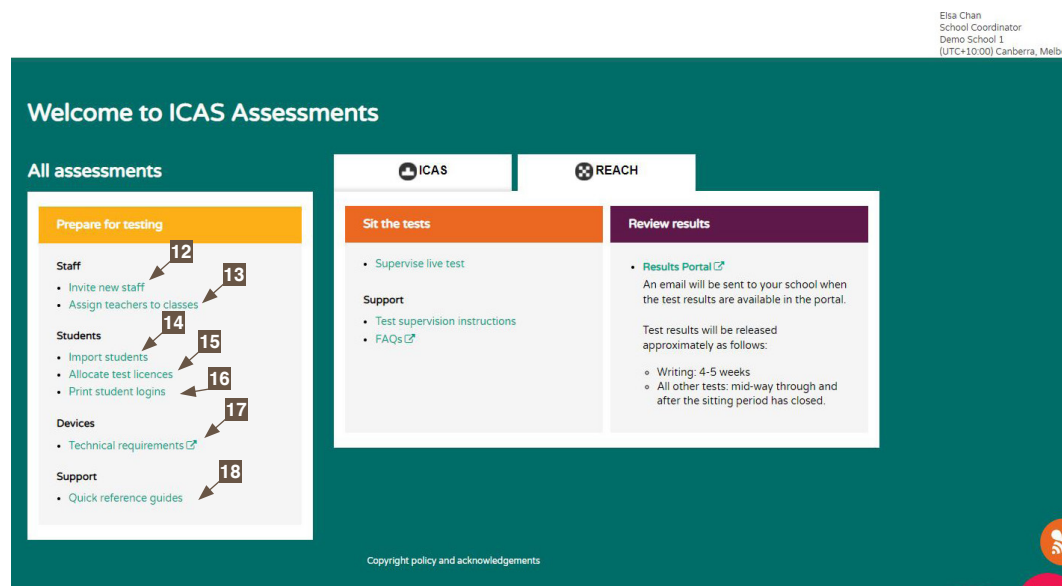 Elsa Chan
School Coordinator
Demo School 1
(UTC+10:00) Canberra, Melb
Welcome to ICAS Assessments
All assessments
ICAS
REACH
Prepare for testing
12
Staff
13
Invite new staff
Assign teachers to classes
14
Students
15
Import students
Allocate test licences
16
Print student logins
17
Devices
Technical requirements
18
Support
Quick reference guides
Sit the tests
Supervise live test
Support
Test supervision instructions
FAQs
Review results
Results Portal
An email will be sent to your school when
the test results are available in the portal.
Test results will be released
approximately as follows:
Writing: 4-5 weeks
All other tests: mid-way through and
after the sitting period has closed.
Copyright policy and acknowledgements